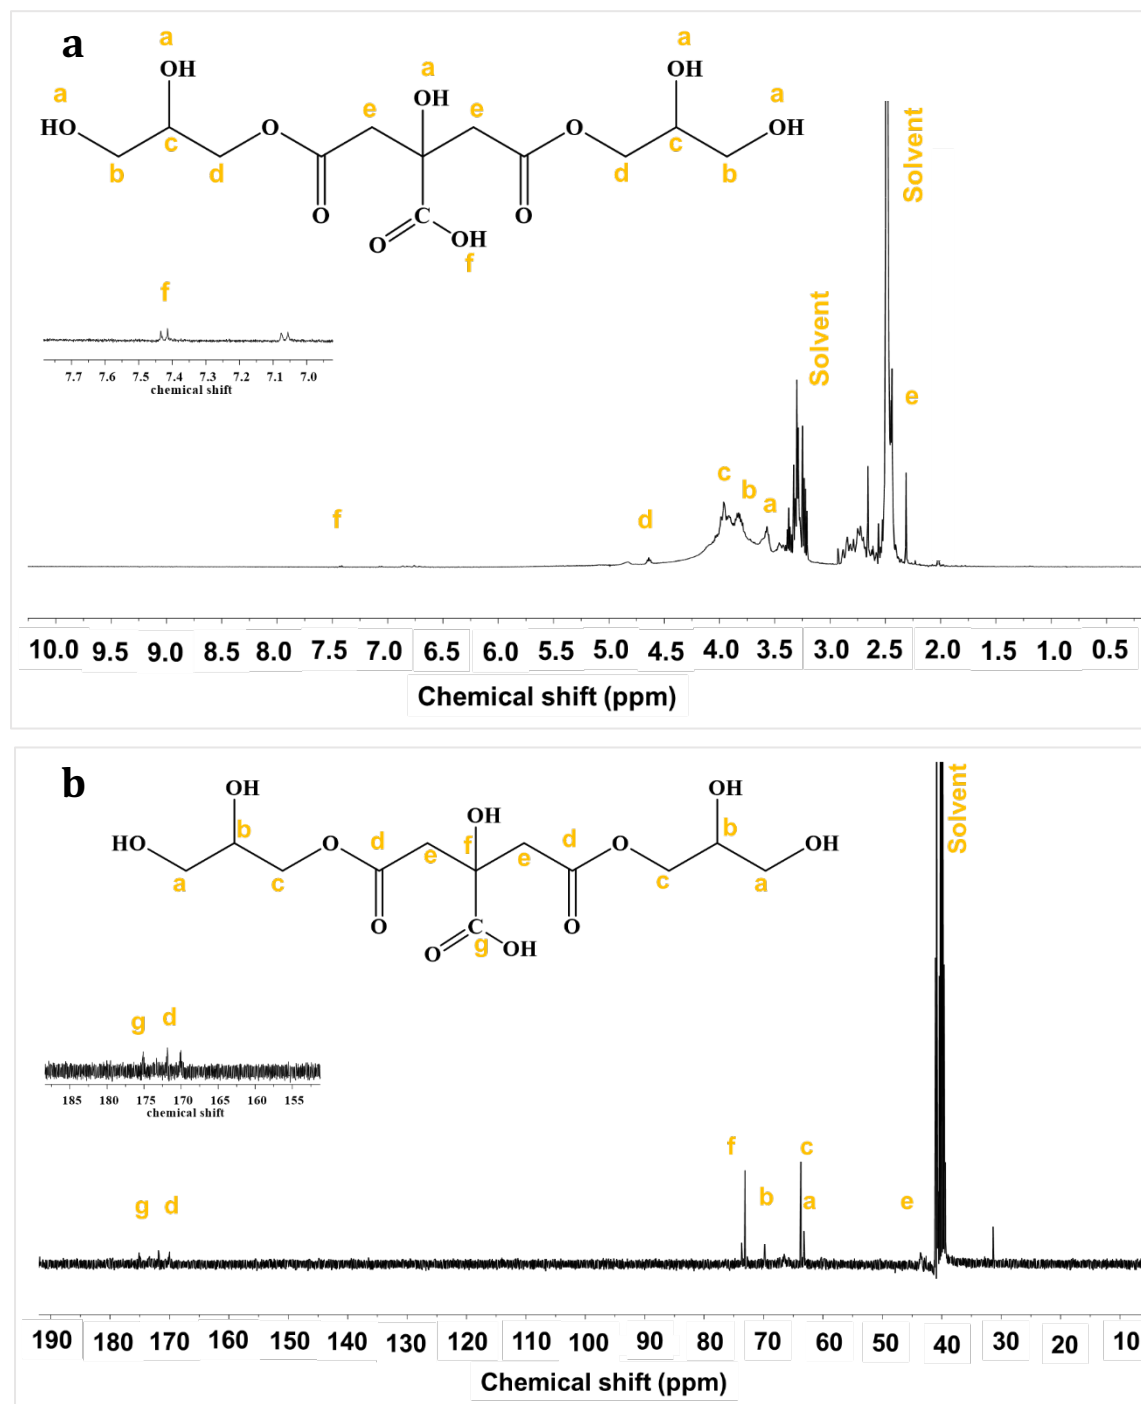 a
a a a a
OH OH OH
HO O e e O OH
b c d d c b
O C O
O OH
f
Solvent
Solvent
f
7.7 7.6 7.5 7.4 7.3 7.2 7.1 7.0
chemical shift
f d c b a e
10.0 9.5 9.0 8.5 8.0 7.5 7.0 6.5 6.0 5.5 5.0 4.5 4.0 3.5 3.0 2.5 2.0 1.5 1.0 0.5
Chemical shift (ppm)
b
OH OH OH
HO b O d f d O b OH
a c e e c a
O C O
O g OH
Solvent
g d
185 180 175 170 165 160 155
chemical shift
g d f b c a e
190 180 170 160 150 140 130 120 110 100 90 80 70 60 50 40 30 20 10
Chemical shift (ppm)